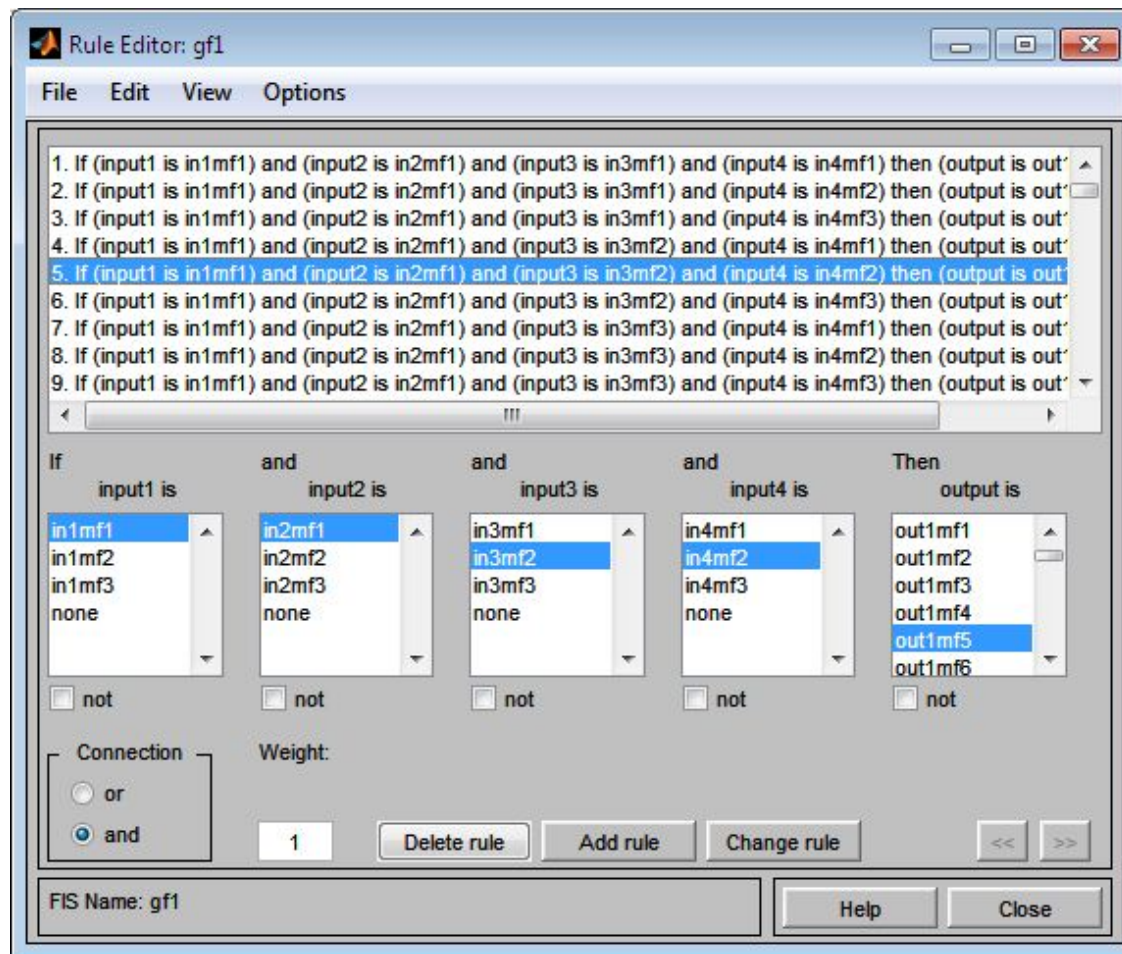 Rule Editor: gf1
File Edit View Options
1. If (input1 is in1mf1) and (input2 is in2mf1) and (input3 is in3mf1) and (input4 is in4mf1) then (output is out1
2. If (input1 is in1mf1) and (input2 is in2mf1) and (input3 is in3mf1) and (input4 is in4mf2) then (output is out1
3. If (input1 is in1mf1) and (input2 is in2mf1) and (input3 is in3mf1) and (input4 is in4mf3) then (output is out1
4. If (input1 is in1mf1) and (input2 is in2mf1) and (input3 is in3mf2) and (input4 is in4mf1) then (output is out1
5. If (input1 is in1mf1) and (input2 is in2mf1) and (input3 is in3mf2) and (input4 is in4mf2) then (output is out1
6. If (input1 is in1mf1) and (input2 is in2mf1) and (input3 is in3mf2) and (input4 is in4mf3) then (output is out1
7. If (input1 is in1mf1) and (input2 is in2mf1) and (input3 is in3mf3) and (input4 is in4mf1) then (output is out1
8. If (input1 is in1mf1) and (input2 is in2mf1) and (input3 is in3mf3) and (input4 is in4mf2) then (output is out1
9. If (input1 is in1mf1) and (input2 is in2mf1) and (input3 is in3mf3) and (input4 is in4mf3) then (output is out1
If and and and Then
input1 is input2 is input3 is input4 is output is
in1mf1 in2mf1 in3mf1 in4mf1 out1mf1
in1mf2 in2mf2 in3mf2 in4mf2 out1mf2
in1mf3 in2mf3 in3mf3 in4mf3 out1mf3
none none none none out1mf4
out1mf5
out1mf6
not not not not not
Connection Weight:
or
and 1 Delete rule Add rule Change rule << >>
FIS Name: gf1 Help Close